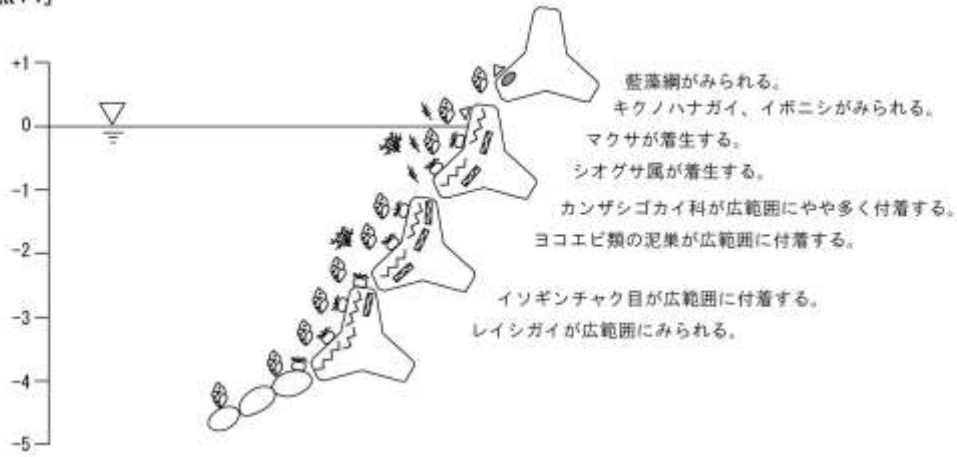 +1
藍藻綱がみられる。
キクノハナガイ、イボニシがみられる。
0
マクサが着生する。
シオグサ属が着生する。
-1
カンザシゴカイ科が広範囲にやや多く付着する。
ヨコエビ類の泥巣が広範囲に付着する。
-2
イソギンチャク目が広範囲に付着する。
-3
レイシガイが広範囲にみられる。
-4
-5